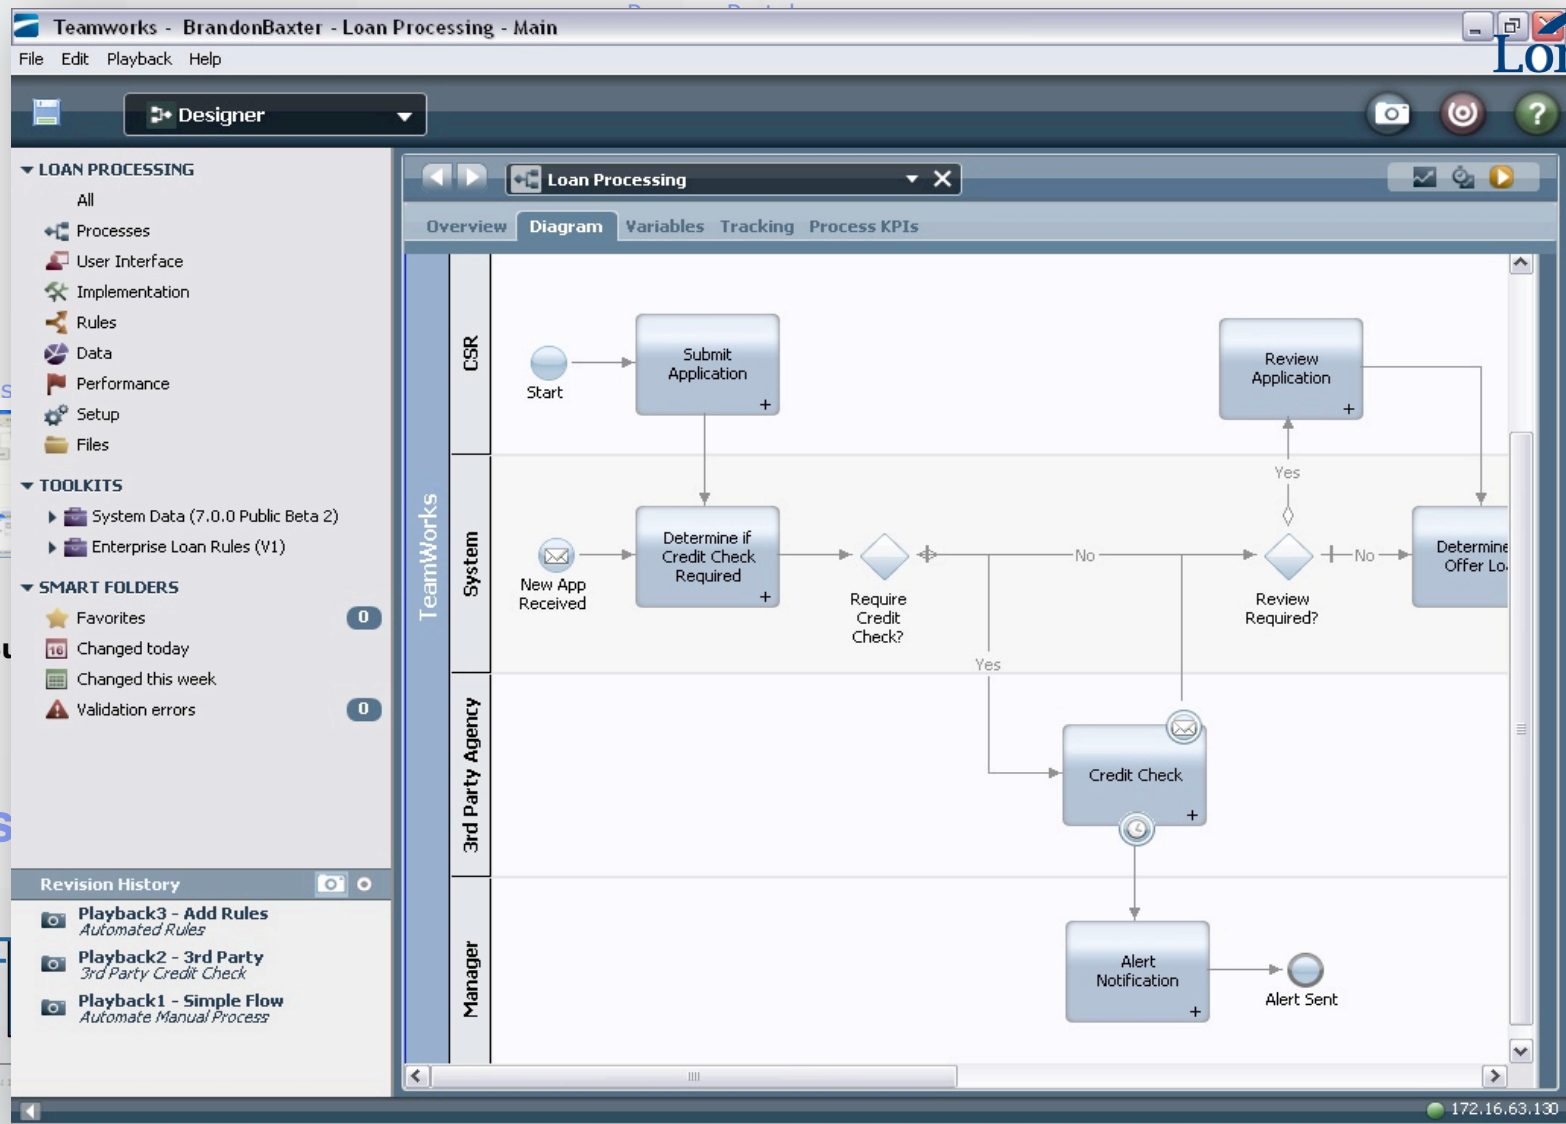 Teamworks - BrandonBaxter - Loan Processing - Main
File Edit Playback Help
Designer
?
LOAN PROCESSING
All
Processes
User Interface
Implementation
Rules
Data
Performance
Setup
Files
TOOLKITS
System Data (7.0.0 Public Beta 2)
Enterprise Loan Rules (V1)
SMART FOLDERS
Favorites 0
Changed today
Changed this week
Validation errors 0
Revision History
Playback3 - Add Rules
Automated Rules
Playback2 - 3rd Party
3rd Party Credit Check
Playback1 - Simple Flow
Automate Manual Process
Loan Processing
Overview Diagram Variables Tracking Process KPIs
TeamWorks
CSR
Start
Submit
Application
Review
Application
System
New App
Received
Determine if
Credit Check
Required
Require
Credit
Check?
No
Yes
Yes
Review
Required?
No
Determine
Offer
3rd Party Agency
Credit Check
Manager
Alert
Notification
Alert Sent
172.16.63.130